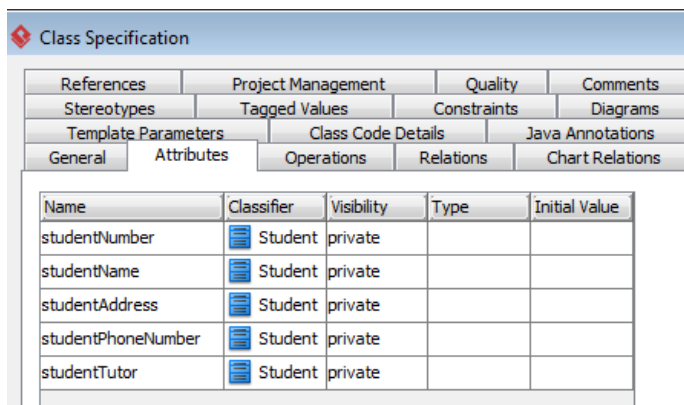 Class Specification
References Project Management Quality Comments
Stereotypes Tagged Values Constraints Diagrams
Template Parameters Class Code Details Java Annotations
General Attributes Operations Relations Chart Relations
Name Classifier Visibility Type Initial Value
studentNumber Student private
studentName Student private
studentAddress Student private
studentPhoneNumber Student private
studentTutor Student private